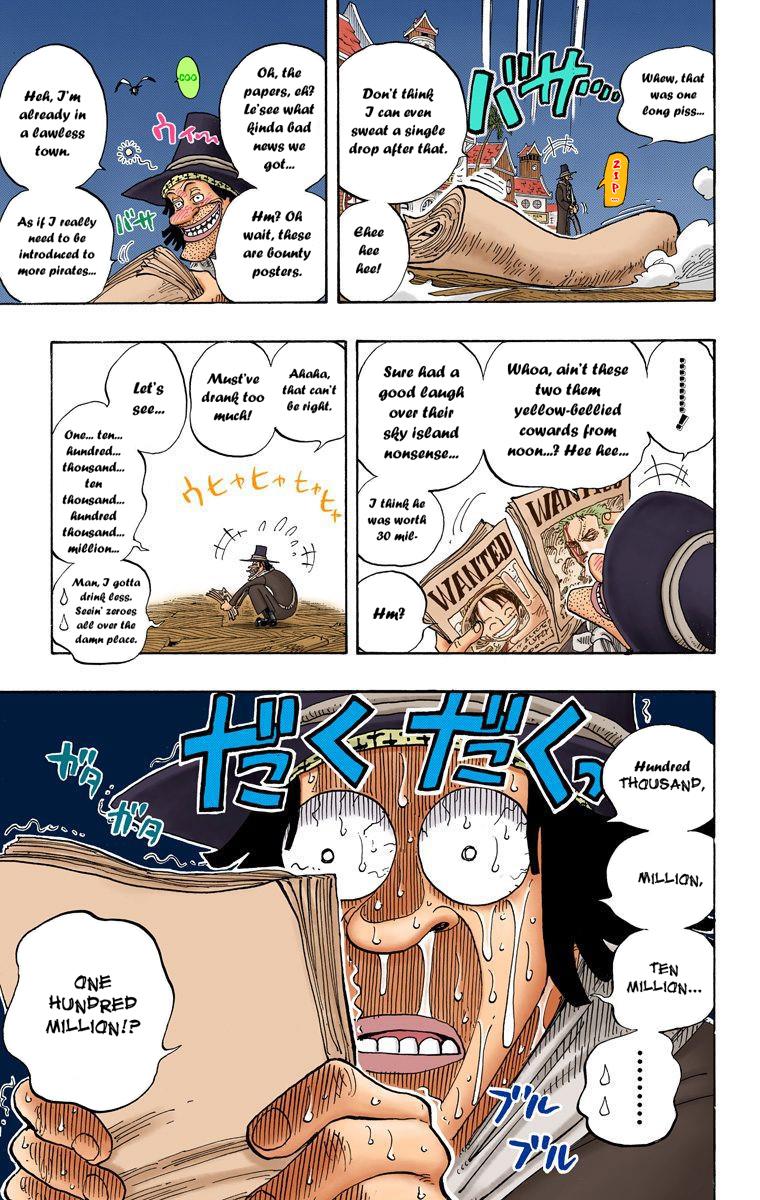 Whew, that
was one
long piss...
バサ....
ZIP...
Don't think
I can even
sweat a single
drop after that.
Ehee
hee
hee!
Oh, the
papers, eh?
Le'see what
kinda bad
news we
got...
Hm? Oh
wait, these
are bounty
posters.
COO
ウィ〜〜
バサ
Heh, I'm
already in
a lawless
town.
As if I really
need to be
introduced to
more pirates...
..........!
Whoa, ain't these
two them
yellow-bellied
cowards from
noon...? Hee hee...
Sure had a
good laugh
over their
sky island
nonsense...
I think he
was worth
30 mil-
Hm?
WANTED
WANTED
Ahaha,
that can't
be right.
Must've
drank too
much!
Let's
see...
ウヒャヒャヒャヒャ
One... ten...
hundred...
thousand...
ten
thousand...
hundred
thousand...
million...
Man, I gotta
drink less.
Seein' zeroes
all over the
damn place.
Hundred
THOUSAND,
MILLION,
TEN
MILLION...
..........
だくだくっ
ガタ
ガタ
ONE
HUNDRED
MILLION!?
ブル
ブル